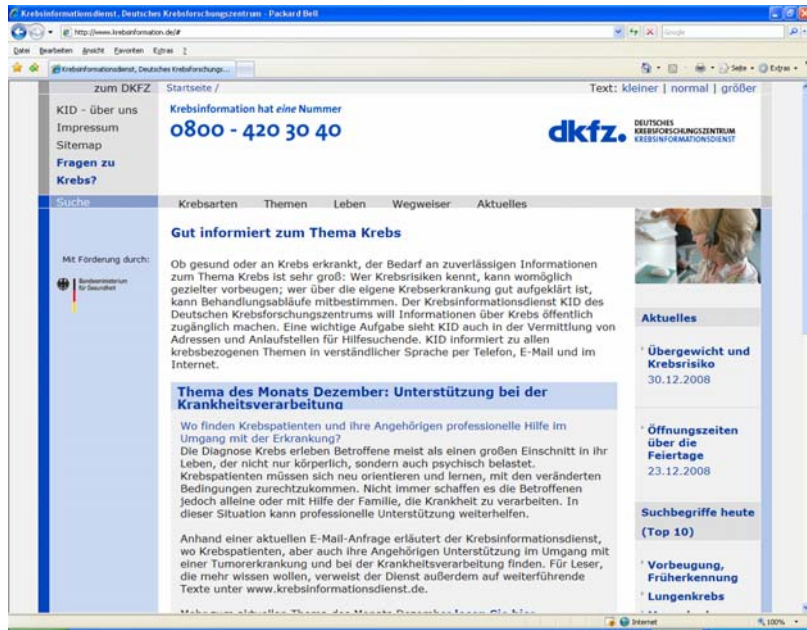 Krebsinformationsdienst, Deutsches Krebsforschungszentrum - Packard Bell
http://www.krebsinformation.de/#
Google
Datei Bearbeiten Ansicht Favoriten Extras ?
Krebsinformationsdienst, Deutsches Krebsforschungs...
Seite Extras
zum DKFZ
Startseite /
Text: kleiner | normal | größer
KID - über uns
Impressum
Sitemap
Fragen zu
Krebs?
Suche
Krebsinformation hat eine Nummer
0800 - 420 30 40
dkfz.
DEUTSCHES
KREBSFORSCHUNGSZENTRUM
KREBSINFORMATIONSDIENST
Krebsarten Themen Leben Wegweiser Aktuelles
Mit Förderung durch:
Bundesministerium
für Gesundheit
Gut informiert zum Thema Krebs
Ob gesund oder an Krebs erkrankt, der Bedarf an zuverlässigen Informationen
zum Thema Krebs ist sehr groß: Wer Krebsrisiken kennt, kann womöglich
gezielter vorbeugen; wer über die eigene Krebserkrankung gut aufgeklärt ist,
kann Behandlungsabläufe mitbestimmen. Der Krebsinformationsdienst KID des
Deutschen Krebsforschungszentrums will Informationen über Krebs öffentlich
zugänglich machen. Eine wichtige Aufgabe sieht KID auch in der Vermittlung von
Adressen und Anlaufstellen für Hilfesuchende. KID informiert zu allen
krebsbezogenen Themen in verständlicher Sprache per Telefon, E-Mail und im
Internet.
Thema des Monats Dezember: Unterstützung bei der
Krankheitsverarbeitung
Wo finden Krebspatienten und ihre Angehörigen professionelle Hilfe im
Umgang mit der Erkrankung?
Die Diagnose Krebs erleben Betroffene meist als einen großen Einschnitt in ihr
Leben, der nicht nur körperlich, sondern auch psychisch belastet.
Krebspatienten müssen sich neu orientieren und lernen, mit den veränderten
Bedingungen zurechtzukommen. Nicht immer schaffen es die Betroffenen
jedoch alleine oder mit Hilfe der Familie, die Krankheit zu verarbeiten. In
dieser Situation kann professionelle Unterstützung weiterhelfen.
Anhand einer aktuellen E-Mail-Anfrage erläutert der Krebsinformationsdienst,
wo Krebspatienten, aber auch ihre Angehörigen Unterstützung im Umgang mit
einer Tumorerkrankung und bei der Krankheitsverarbeitung finden. Für Leser,
die mehr wissen wollen, verweist der Dienst außerdem auf weiterführende
Texte unter www.krebsinformationsdienst.de.
Mehr zum aktuellen Thema des Monats Dezember lesen Sie hier
Aktuelles
Übergewicht und
Krebsrisiko
30.12.2008
Öffnungszeiten
über die
Feiertage
23.12.2008
Suchbegriffe heute
(Top 10)
Vorbeugung,
Früherkennung
Lungenkrebs
Internet
100%